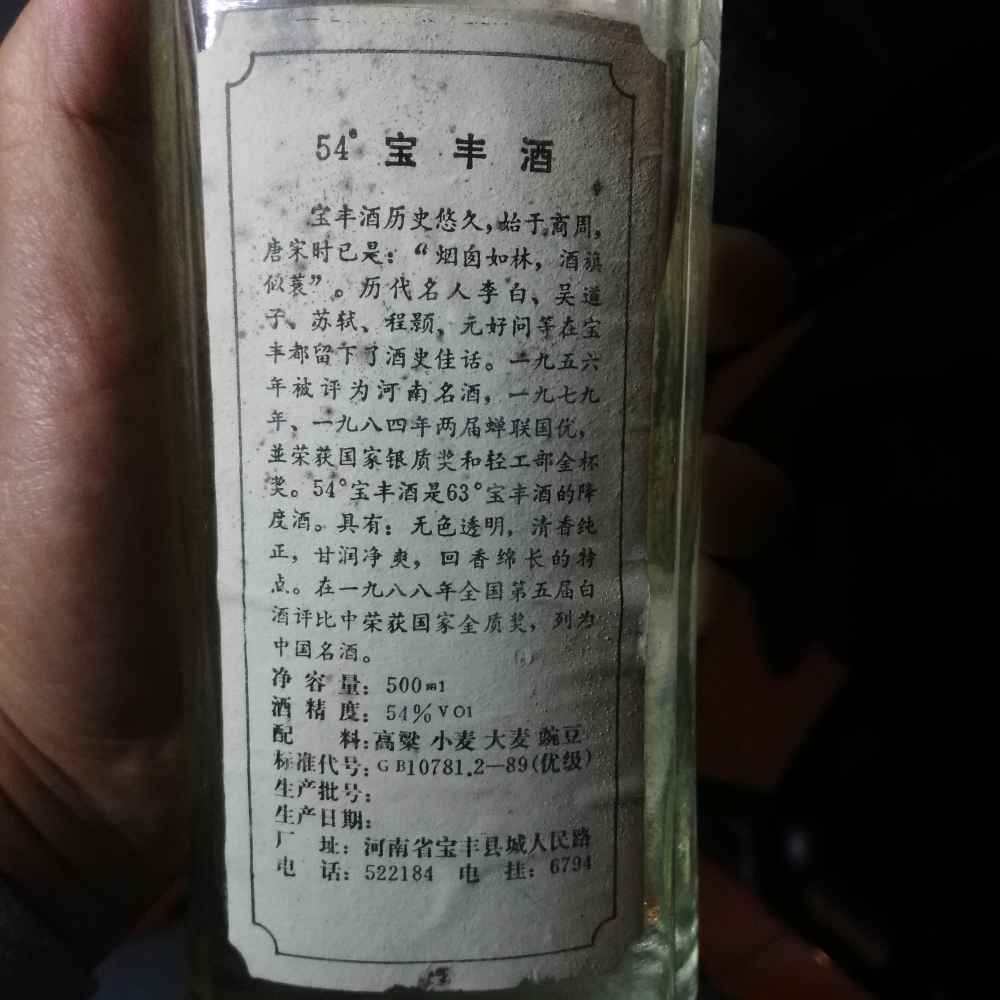 54°宝丰酒
宝丰酒历史悠久，始于商周，
唐宋时已是：“烟囱如林，酒旗
似蓑”。历代名人李白、吴道
子、苏轼、程颢，元好问等在宝
丰都留下了酒史佳话。一九五六
年被评为河南名酒，一九七九
年、一九八四年两届蝉联国优，
並荣获国家银质奖和轻工部金杯
奖。54°宝丰酒是63°宝丰酒的降
度酒。具有：无色透明，清香纯
正，甘润净爽，回香绵长的特
点。在一九八八年全国第五届白
酒评比中荣获国家金质奖，列为
中国名酒。
净容量：500ml
酒精度：54%VOl
配料：高粱 小麦 大麦 豌豆
标准代号：GB10781.2—89(优级)
生产批号：
生产日期：
厂址：河南省宝丰县城人民路
电话：522184 电挂：6794